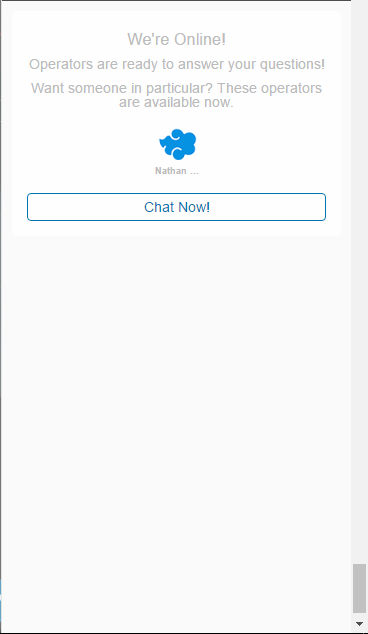 We're Online!
Operators are ready to answer your questions!
Want someone in particular? These operators
are available now.
Nathan ...
Chat Now!